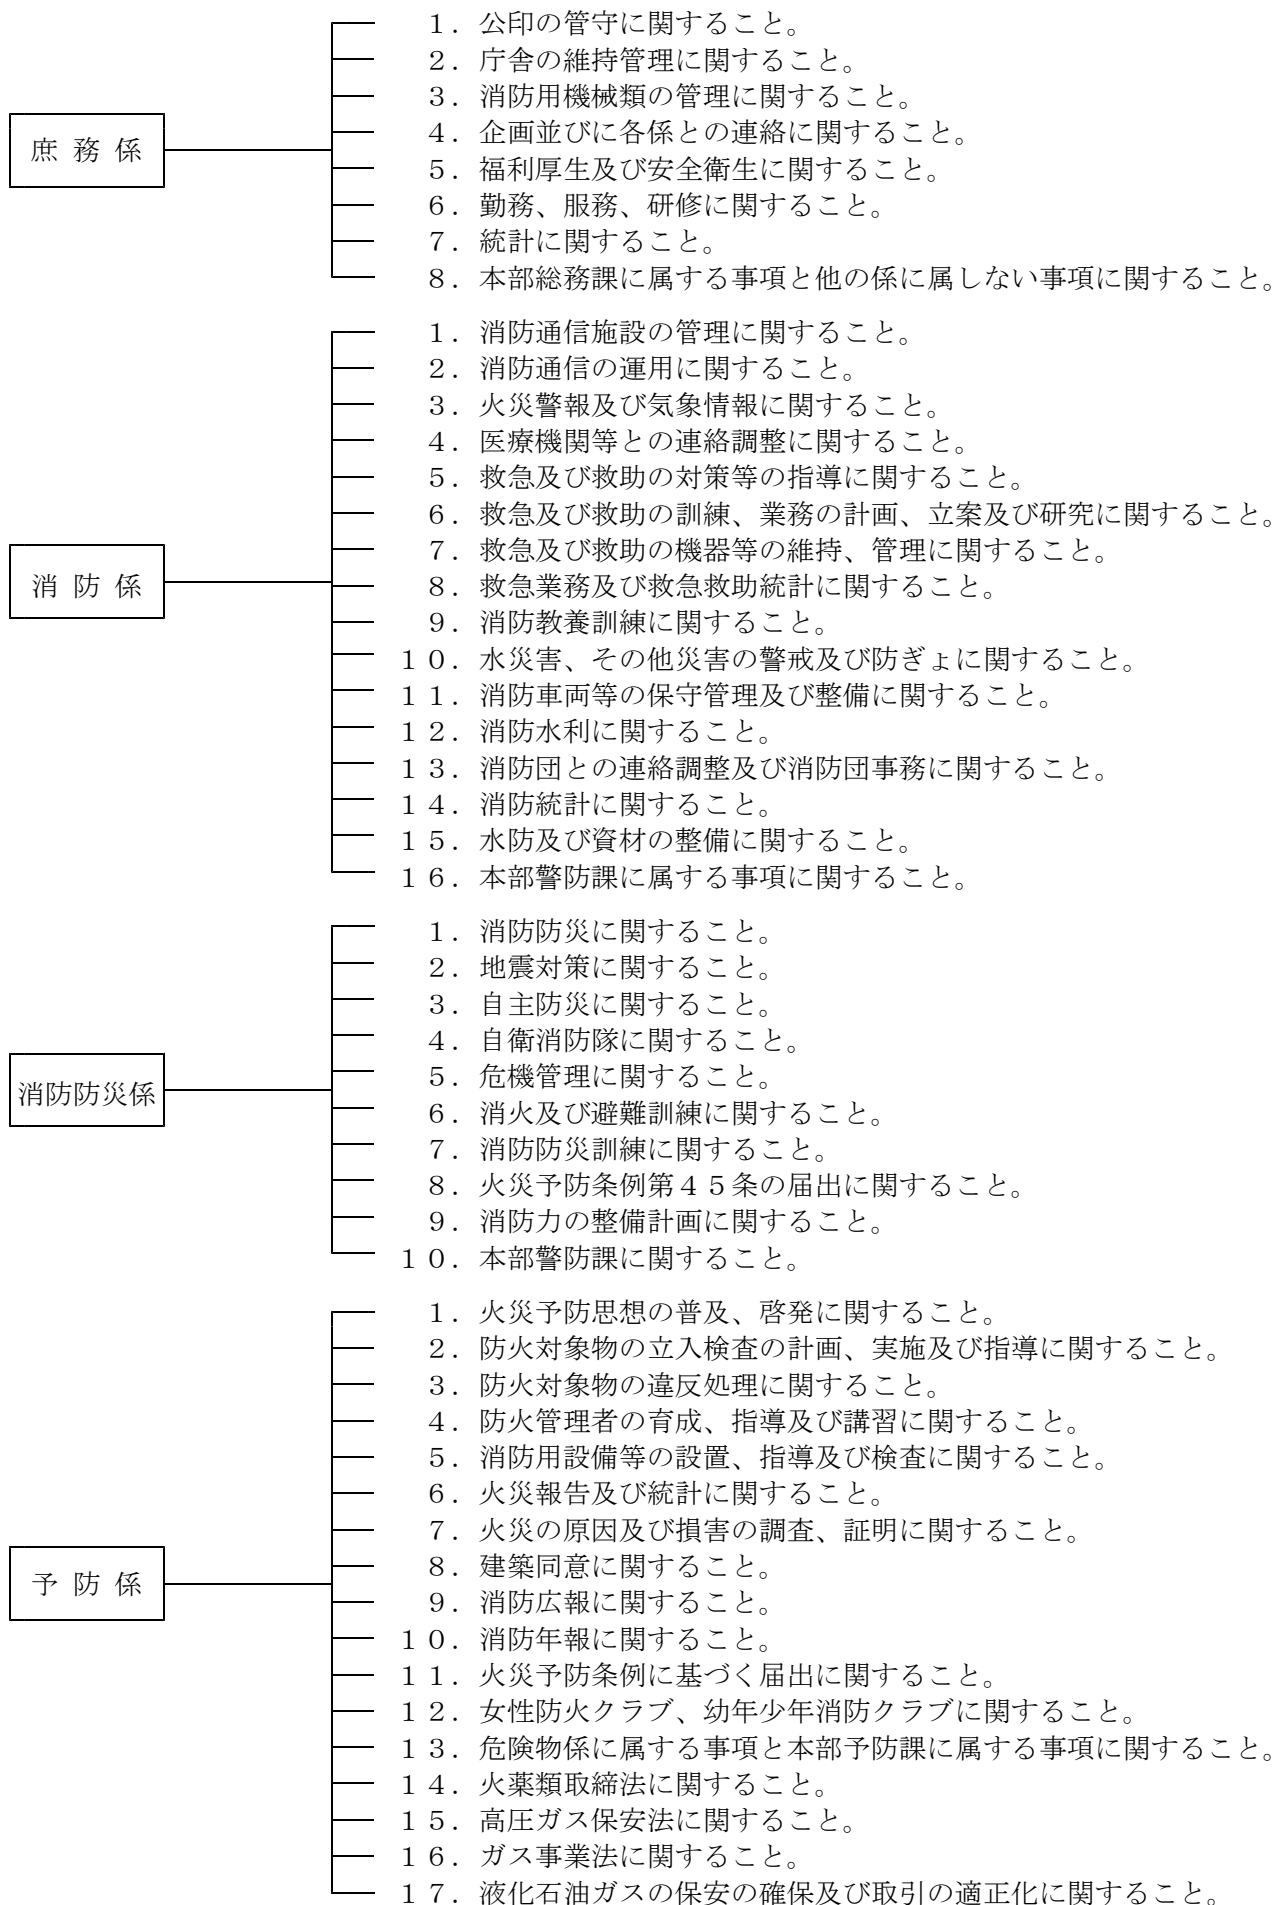 庶務係
１．公印の管守に関すること。
２．庁舎の維持管理に関すること。
３．消防用機械類の管理に関すること。
４．企画並びに各係との連絡に関すること。
５．福利厚生及び安全衛生に関すること。
６．勤務、服務、研修に関すること。
７．統計に関すること。
８．本部総務課に属する事項と他の係に属しない事項に関すること。
消防係
１．消防通信施設の管理に関すること。
２．消防通信の運用に関すること。
３．火災警報及び気象情報に関すること。
４．医療機関等との連絡調整に関すること。
５．救急及び救助の対策等の指導に関すること。
６．救急及び救助の訓練、業務の計画、立案及び研究に関すること。
７．救急及び救助の機器等の維持、管理に関すること。
８．救急業務及び救急救助統計に関すること。
９．消防教養訓練に関すること。
１０．水災害、その他災害の警戒及び防ぎょに関すること。
１１．消防車両等の保守管理及び整備に関すること。
１２．消防水利に関すること。
１３．消防団との連絡調整及び消防団事務に関すること。
１４．消防統計に関すること。
１５．水防及び資材の整備に関すること。
１６．本部警防課に属する事項に関すること。
消防防災係
１．消防防災に関すること。
２．地震対策に関すること。
３．自主防災に関すること。
４．自衛消防隊に関すること。
５．危機管理に関すること。
６．消火及び避難訓練に関すること。
７．消防防災訓練に関すること。
８．火災予防条例第４５条の届出に関すること。
９．消防力の整備計画に関すること。
１０．本部警防課に関すること。
予防係
１．火災予防思想の普及、啓発に関すること。
２．防火対象物の立入検査の計画、実施及び指導に関すること。
３．防火対象物の違反処理に関すること。
４．防火管理者の育成、指導及び講習に関すること。
５．消防用設備等の設置、指導及び検査に関すること。
６．火災報告及び統計に関すること。
７．火災の原因及び損害の調査、証明に関すること。
８．建築同意に関すること。
９．消防広報に関すること。
１０．消防年報に関すること。
１１．火災予防条例に基づく届出に関すること。
１２．女性防火クラブ、幼年少年消防クラブに関すること。
１３．危険物係に属する事項と本部予防課に属する事項に関すること。
１４．火薬類取締法に関すること。
１５．高圧ガス保安法に関すること。
１６．ガス事業法に関すること。
１７．液化石油ガスの保安の確保及び取引の適正化に関すること。